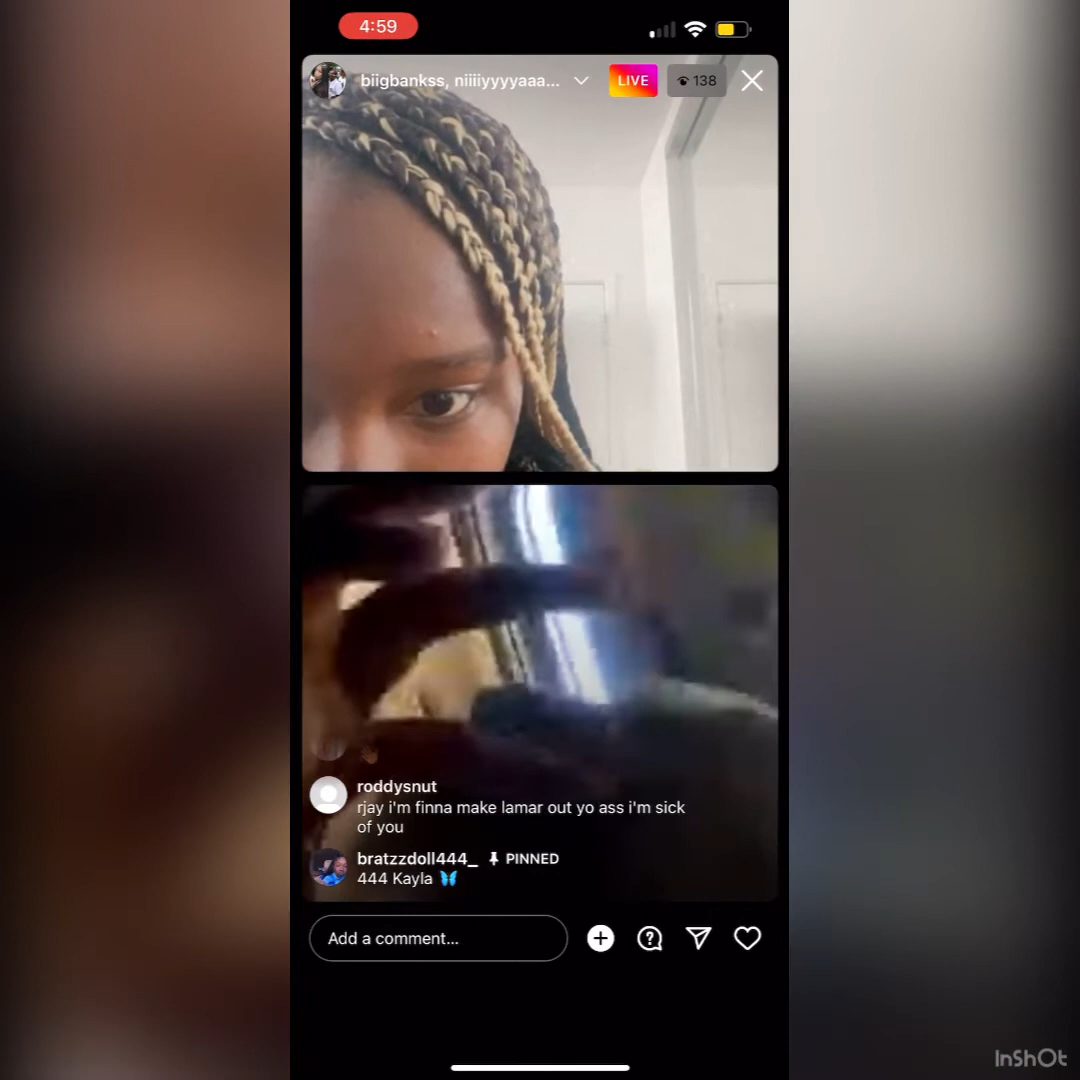 4:59
biigbankss, niiiyyyyaaa...
LIVE
138
roddysnut
rjay i'm finna make lamar out yo ass i'm sick
of you
bratzzdoll444_ PINNED
444 Kayla 🦋
Add a comment...
InShOt